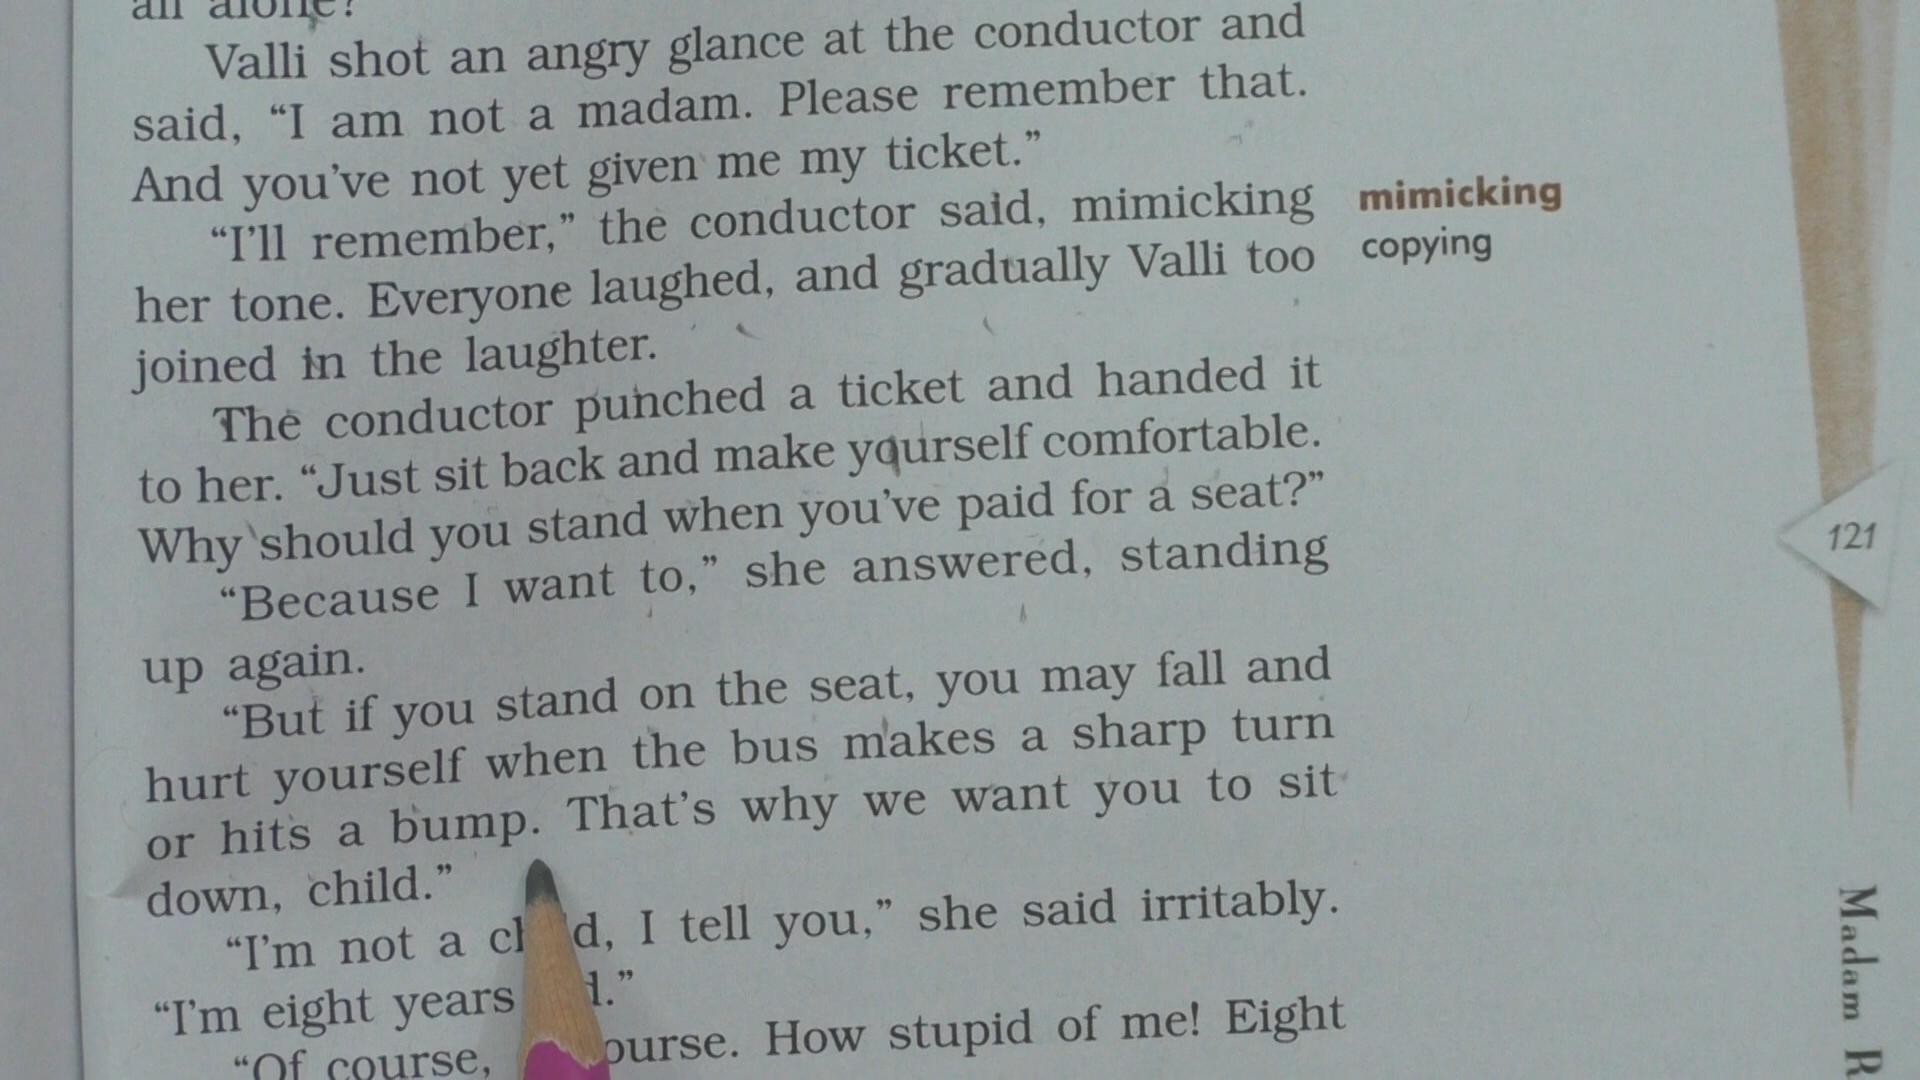 all alone?
Valli shot an angry glance at the conductor and
said, “I am not a madam. Please remember that.
And you’ve not yet given me my ticket.”
“I’ll remember,” the conductor said, mimicking
her tone. Everyone laughed, and gradually Valli too
joined in the laughter.
The conductor punched a ticket and handed it
to her. “Just sit back and make yourself comfortable.
Why should you stand when you’ve paid for a seat?”
“Because I want to,” she answered, standing
up again.
“But if you stand on the seat, you may fall and
hurt yourself when the bus makes a sharp turn
or hits a bump. That’s why we want you to sit
down, child.”
“I’m not a d, I tell you,” she said irritably.
“I’m eight years
“Of course, ourse. How stupid of me! Eight
mimicking
copying
121
Madam R